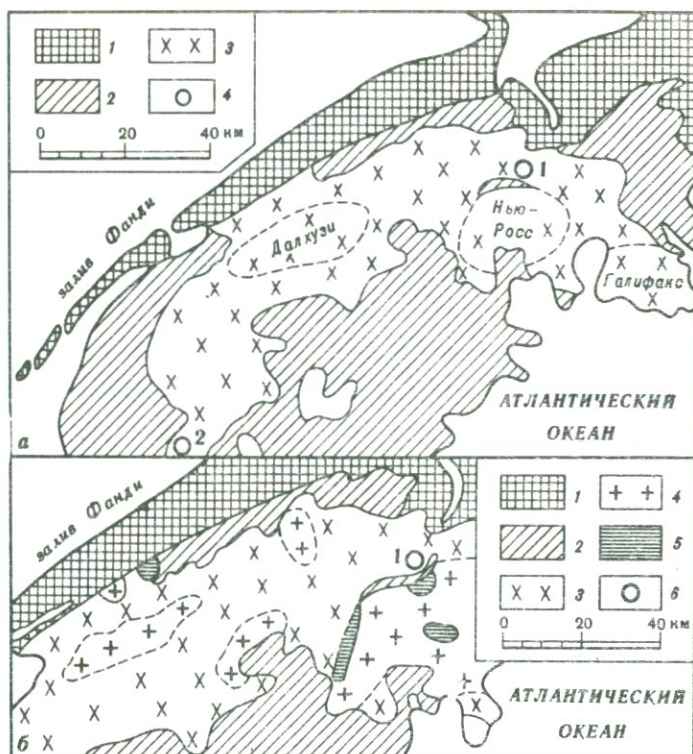 1
3
2
4
0 20 40 км
1
залив Фанди
Далхузи
Нью-
Росс
Галифакс
АТЛАНТИЧЕСКИЙ
ОКЕАН
2
а
залив Фанди
1
1
4
2
5
3
6
0 20 40 км
АТЛАНТИЧЕСКИЙ
ОКЕАН
б